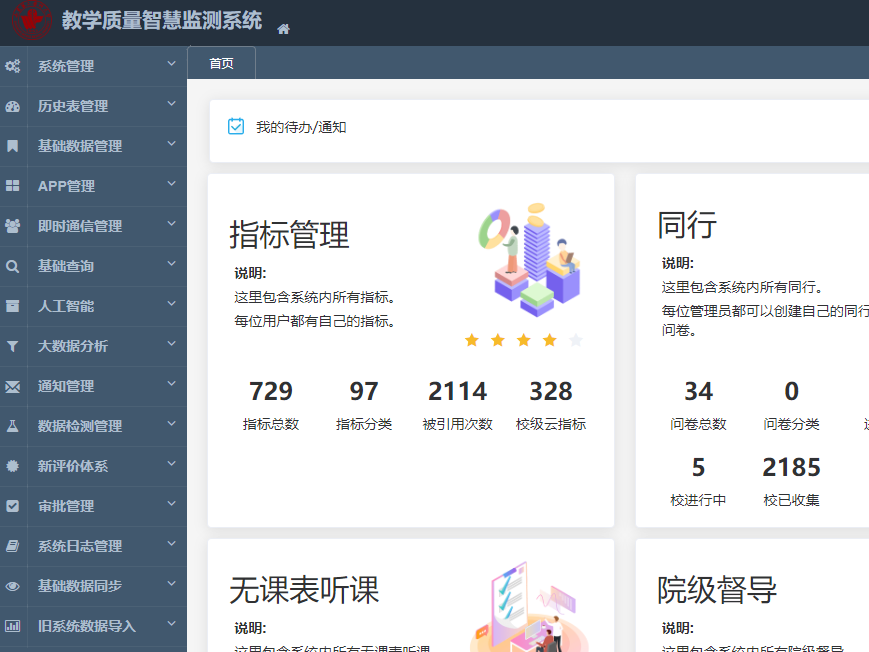 教学质量智慧监测系统
首页
系统管理
历史表管理
基础数据管理
APP管理
即时通信管理
基础查询
人工智能
大数据分析
通知管理
数据检测管理
新评价体系
审批管理
系统日志管理
基础数据同步
旧系统数据导入
我的待办/通知
指标管理
说明:
这里包含系统内所有指标。
每位用户都有自己的指标。
729 97 2114 328
指标总数 指标分类 被引用次数 校级云指标
同行
说明:
这里包含系统内所有同行。
每位管理员都可以创建自己的同行
问卷。
34 0
问卷总数 问卷分类
5 2185
校进行中 校已收集
无课表听课
说明:
这里包含系统内所有无课表听课
院级督导
说明:
这里包含系统内所有院级督导